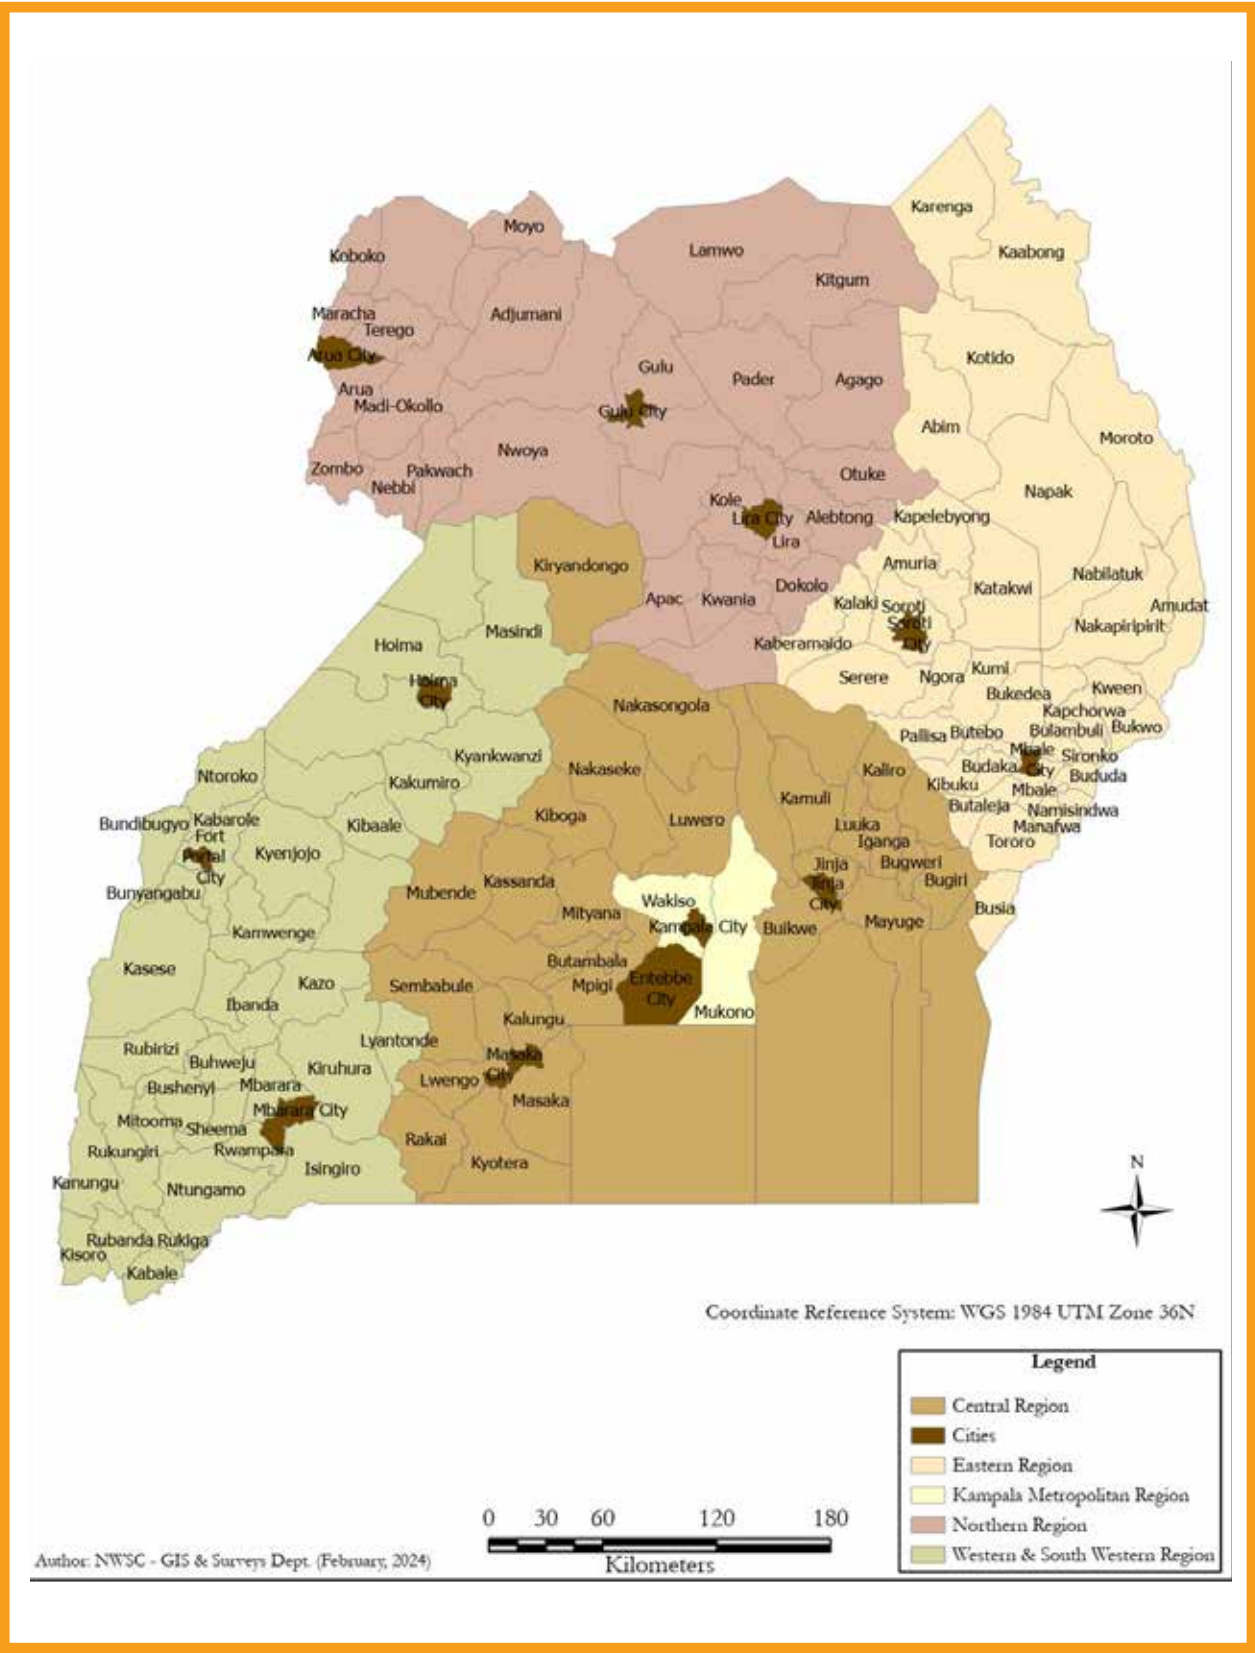 Karenga
Moyo
Lamwo
Kaabong
Koboko
Kitgum
Maracha
Adjumani
Terego
Arua City
Kotido
Gulu
Pader
Agago
Arua
Madi-Okollo
Gulu City
Abim
Moroto
Nwoya
Zombo
Pakwach
Otuke
Nebbi
Napak
Kole
Lira City
Alebtong
Kapelebyong
Lira
Kiryandongo
Amuria
Nabilatuk
Dokolo
Katakwi
Apac
Kwania
Kalaki
Soroti
Amudat
Soroti
City
Nakapiripirit
Masindi
Hoima
Kaberamaido
Kumi
Serere
Ngora
Hoima
City
Bukedea
Kween
Nakasongola
Kapchorwa
Bukwo
Bulambuli
Pallisa
Butebo
Mbale
City
Sironko
Kyankwanzi
Nakaseke
Kaliro
Budaka
Ntoroko
Kakumiro
Kibuku
Bududa
Mbale
Kamuli
Butaleja
Namisindwa
Kiboga
Luwero
Bundibugyo
Kabarole
Kibaale
Luuka
Manafwa
Fort
Portal
City
Iganga
Tororo
Kyenjojo
Jinja
Bugweri
Jinja
City
Bugiri
Kassanda
Bunyangabu
Mubende
Wakiso
Mityana
Busia
Kampala City
Buikwe
Mayuge
Kamwenge
Butambala
Kasese
Kazo
Sembabule
Mpigi
Entebbe
City
Ibanda
Mukono
Kalungu
Lyantonde
Rubirizi
Buhweju
Kiruhura
Masaka
City
Bushenyi
Mbarara
Lwengo
Masaka
Mbarara City
Mitooma
Sheema
Rukungiri
Rwampara
Rakai
Isingiro
Kyotera
Kanungu
Ntungamo
Rubanda
Rukiga
Kisoro
Kabale
N
Coordinate Reference System: WGS 1984 UTM Zone 36N
Legend
Central Region
Cities
Eastern Region
Kampala Metropolitan Region
Northern Region
Western & South Western Region
0 30 60 120 180
Kilometers
Author: NWSC - GIS & Surveys Dept. (February, 2024)